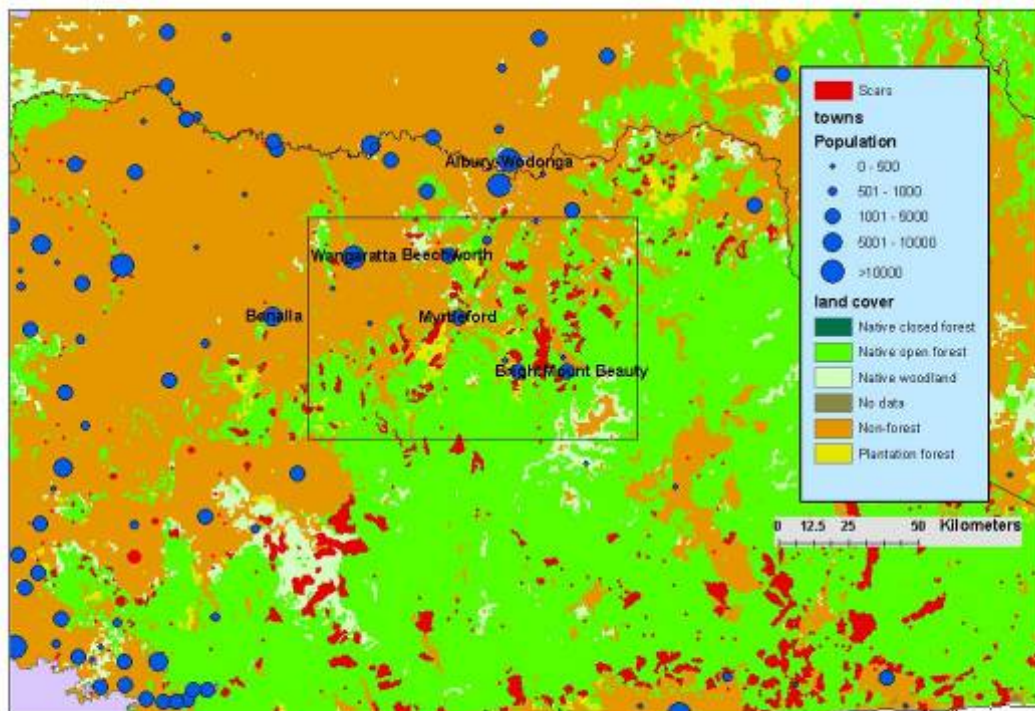 Scars
towns
Population
0 - 500
501 - 1000
1001 - 5000
5001 - 10000
>10000
land cover
Native closed forest
Native open forest
Native woodland
No data
Non-forest
Plantation forest
Albury-Wodonga
Wangaratta Beechworth
Benalla
Myrtleford
Bright Mount Beauty
0 12.5 25 50 Kilometers